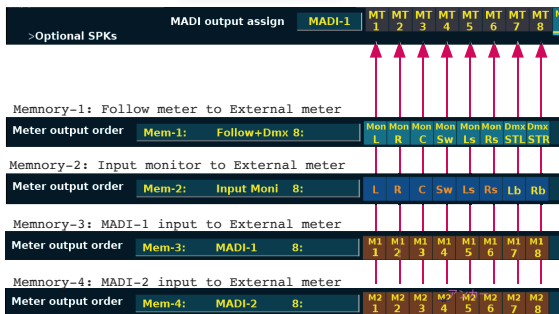 MADI output assign MADI-1 MT 1 MT 2 MT 3 MT 4 MT 5 MT 6 MT 7 MT 8
>Optional SPKs
Memnory-1: Follow meter to External meter
Meter output order Mem-1: Follow+Dmx 8: Mon L Mon R Mon C Mon Sw Mon Ls Mon Rs Dmx STL Dmx STR
Memnory-2: Input monitor to External meter
Meter output order Mem-2: Input Moni 8: L R C Sw Ls Rs Lb Rb
Memnory-3: MADI-1 input to External meter
Meter output order Mem-3: MADI-1 8: M1 1 M1 2 M1 3 M1 4 M1 5 M1 6 M1 7 M1 8
Memnory-4: MADI-2 input to External meter
Meter output order Mem-4: MADI-2 8: M2 1 M2 2 M2 3 M2 4 M2 5 M2 6 M2 7 M2 8